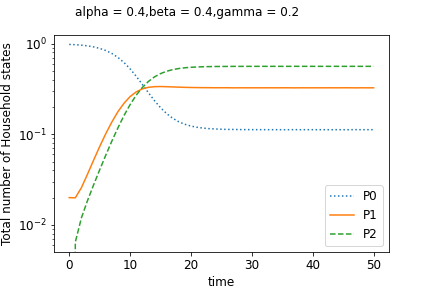 alpha = 0.4,beta = 0.4,gamma = 0.2
Total number of Household states
10⁰
10⁻¹
10⁻²
P0
P1
P2
0 10 20 30 40 50
time